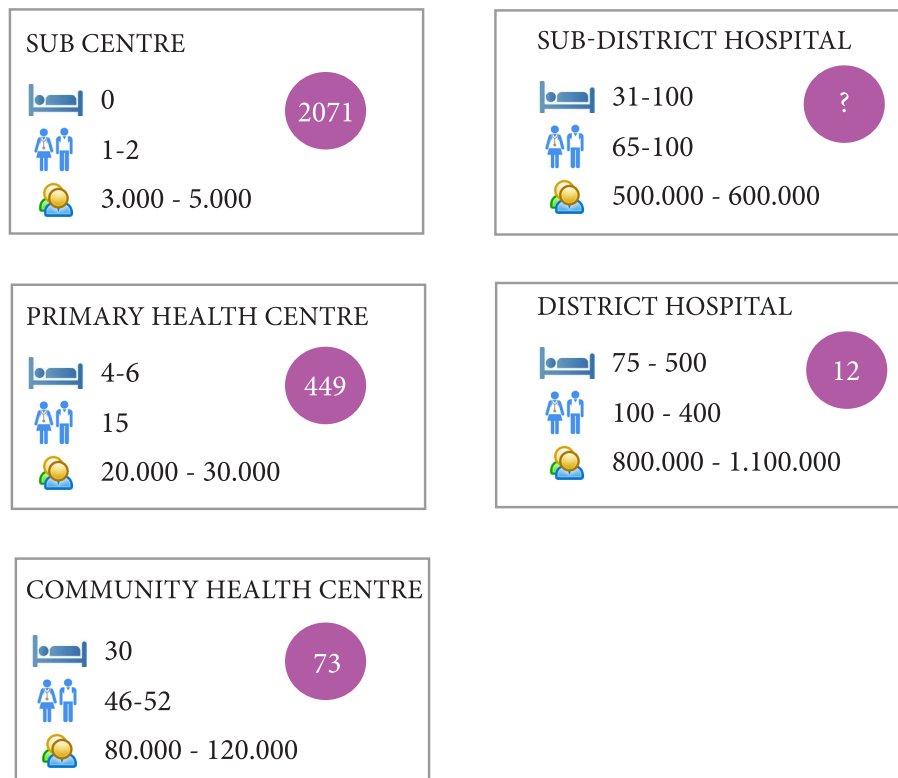 SUB CENTRE
0
2071
1-2
3.000 - 5.000
PRIMARY HEALTH CENTRE
4-6
449
15
20.000 - 30.000
COMMUNITY HEALTH CENTRE
30
73
46-52
80.000 - 120.000
SUB-DISTRICT HOSPITAL
31-100
?
65-100
500.000 - 600.000
DISTRICT HOSPITAL
75 - 500
12
100 - 400
800.000 - 1.100.000